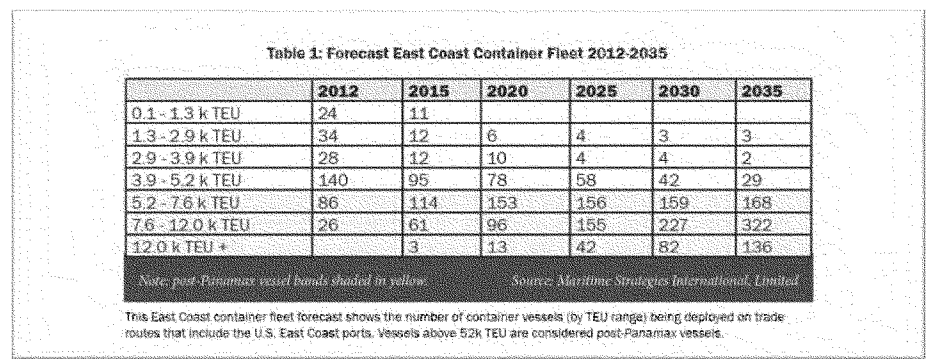 Table 1: Forecast East Coast Container Fleet 2012-2035
2012 2015 2020 2025 2030 2035
0.1 - 1.3 k TEU 24 11
1.3 - 2.9 k TEU 34 12 6 4 3 3
2.9 - 3.9 k TEU 28 12 10 4 4 2
3.9 - 5.2 k TEU 140 95 78 58 42 29
5.2 - 7.6 k TEU 86 114 153 156 159 168
7.6 - 12.0 k TEU 26 61 96 155 227 322
12.0 k TEU + 3 13 42 82 136
Note: post-Panamax vessel bands shaded in yellow. Source: Maritime Strategies International, Limited
This East Coast container fleet forecast shows the number of container vessels (by TEU range) being deployed on trade
routes that include the U.S. East Coast ports. Vessels above 52k TEU are considered post-Panamax vessels.